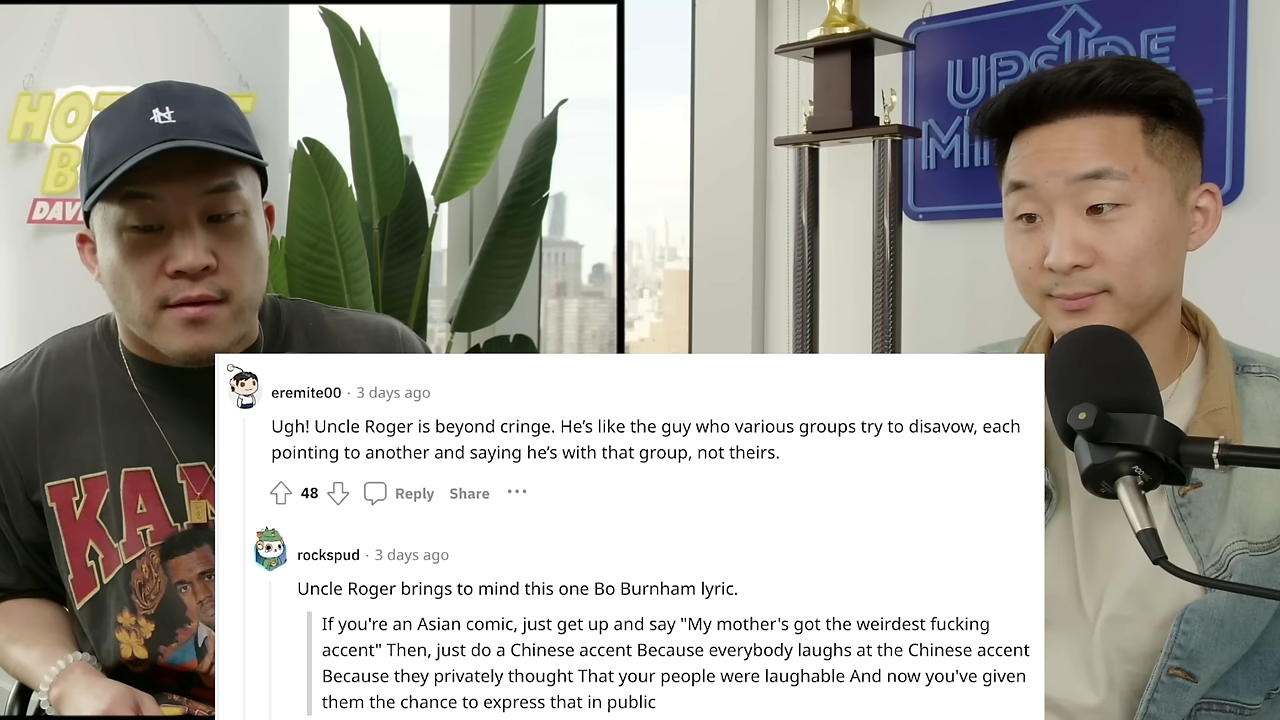 HOT
B
DAVI
UPSIDE
KAN
eremite00 · 3 days ago
Ugh! Uncle Roger is beyond cringe. He's like the guy who various groups try to disavow, each
pointing to another and saying he's with that group, not theirs.
48 Reply Share ···
rockspud · 3 days ago
Uncle Roger brings to mind this one Bo Burnham lyric.
If you're an Asian comic, just get up and say "My mother's got the weirdest fucking
accent" Then, just do a Chinese accent Because everybody laughs at the Chinese accent
Because they privately thought That your people were laughable And now you've given
them the chance to express that in public